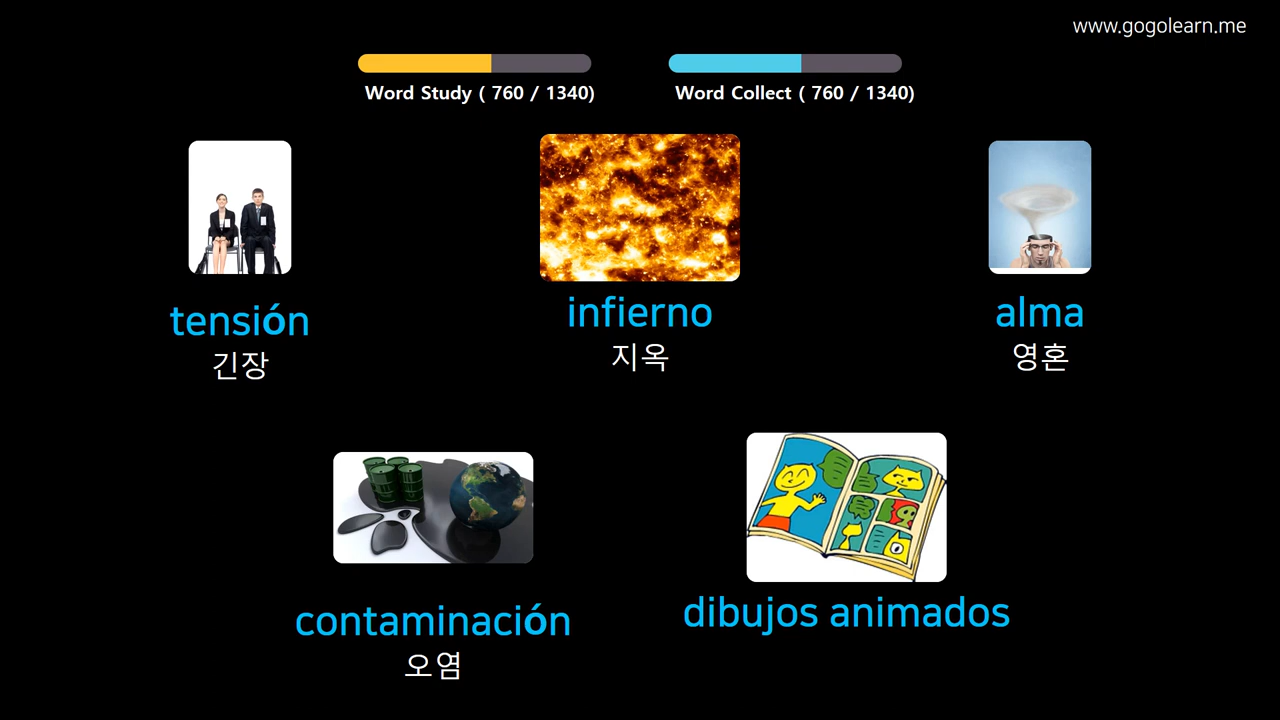 www.gogolearn.me
Word Study ( 760 / 1340)
Word Collect ( 760 / 1340)
tensión
긴장
infierno
지옥
alma
영혼
contaminación
오염
dibujos animados